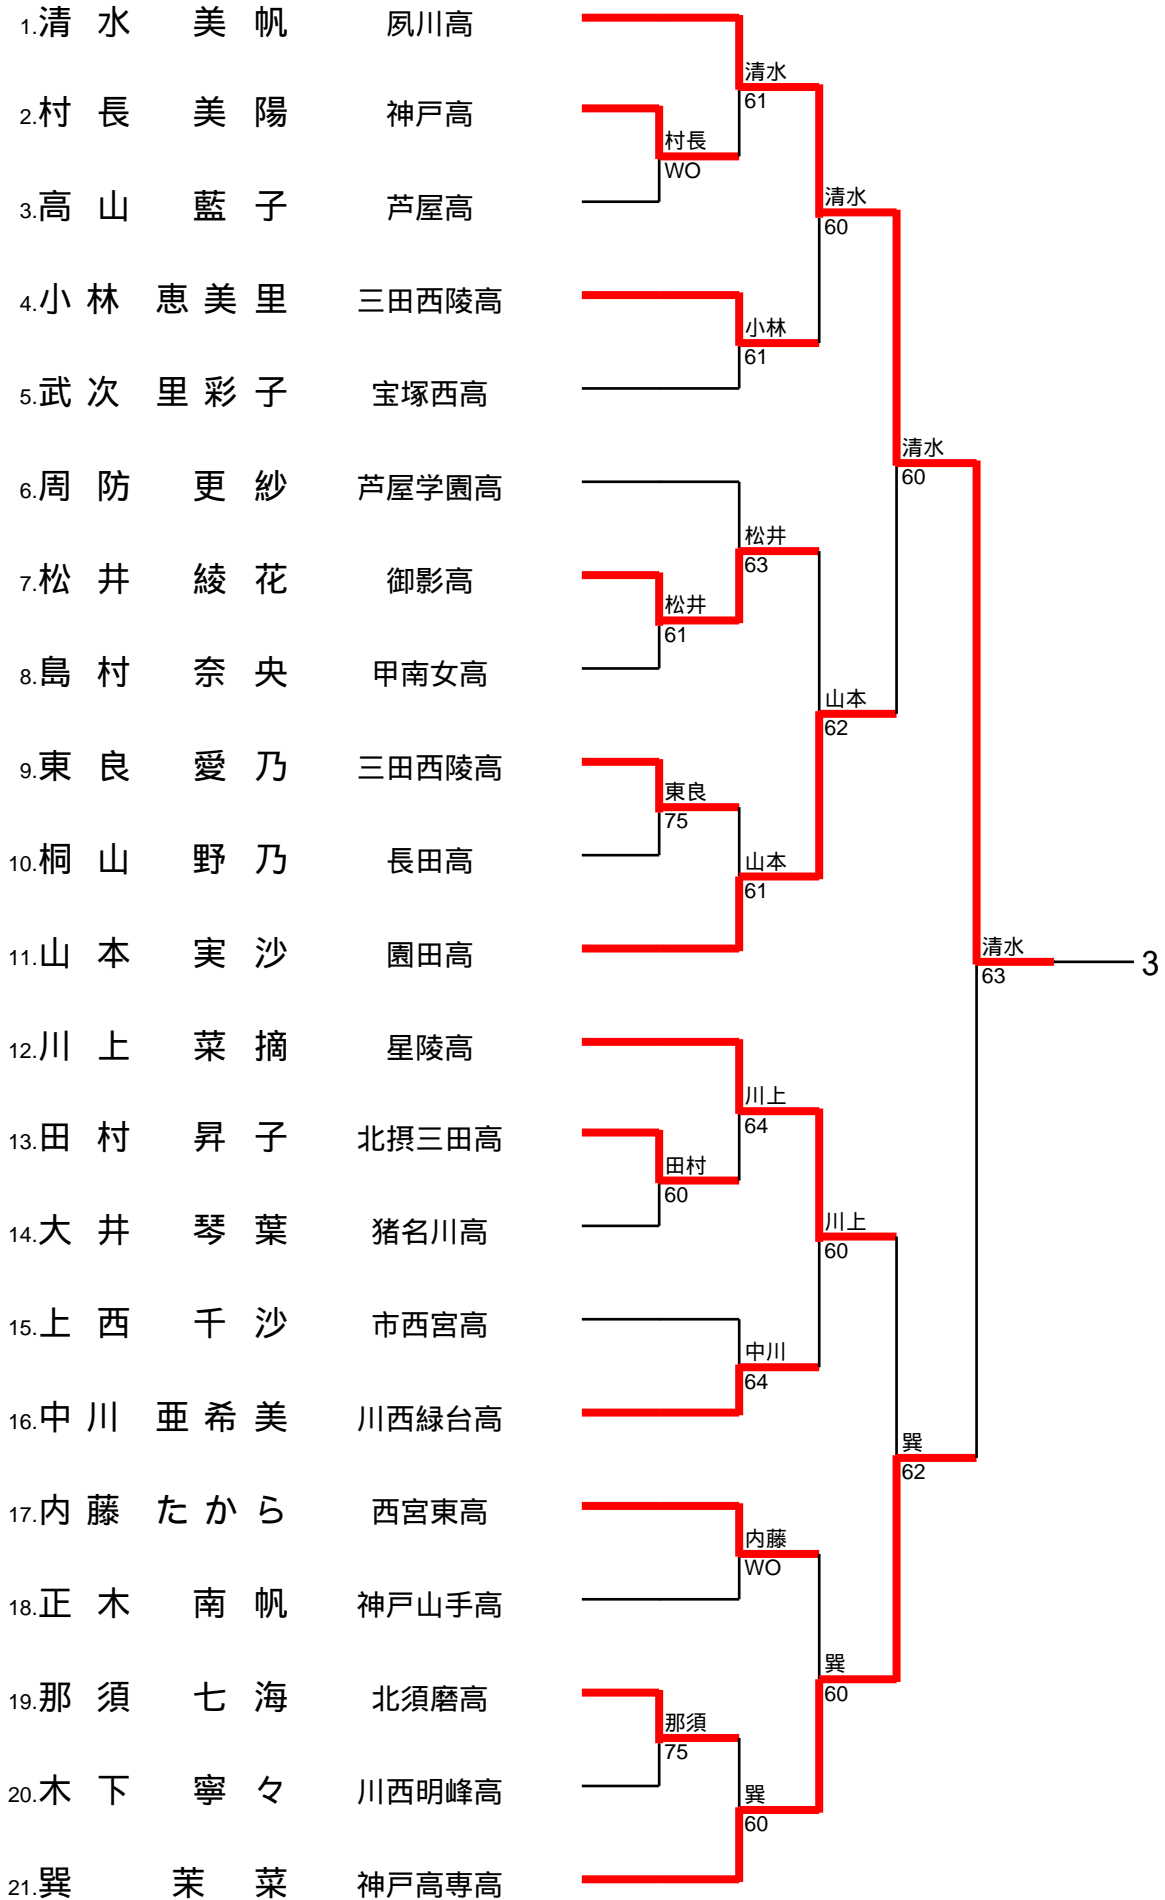 1.清水 美帆 夙川高
清水
61
2.村長 美陽 神戸高
村長
WO
3.高山 藍子 芦屋高
清水
60
4.小林 恵美里 三田西陵高
小林
61
5.武次 里彩子 宝塚西高
清水
60
6.周防 更紗 芦屋学園高
松井
63
7.松井 綾花 御影高
松井
61
8.島村 奈央 甲南女高
山本
62
9.東良 愛乃 三田西陵高
東良
75
10.桐山 野乃 長田高
山本
61
11.山本 実沙 園田高
清水
63
3
12.川上 菜摘 星陵高
川上
64
13.田村 昇子 北摂三田高
田村
60
14.大井 琴葉 猪名川高
川上
60
15.上西 千沙 市西宮高
中川
64
16.中川 亜希美 川西緑台高
巽
62
17.内藤 たから 西宮東高
内藤
WO
18.正木 南帆 神戸山手高
巽
60
19.那須 七海 北須磨高
那須
75
20.木下 寧々 川西明峰高
巽
60
21.巽 茉菜 神戸高専高